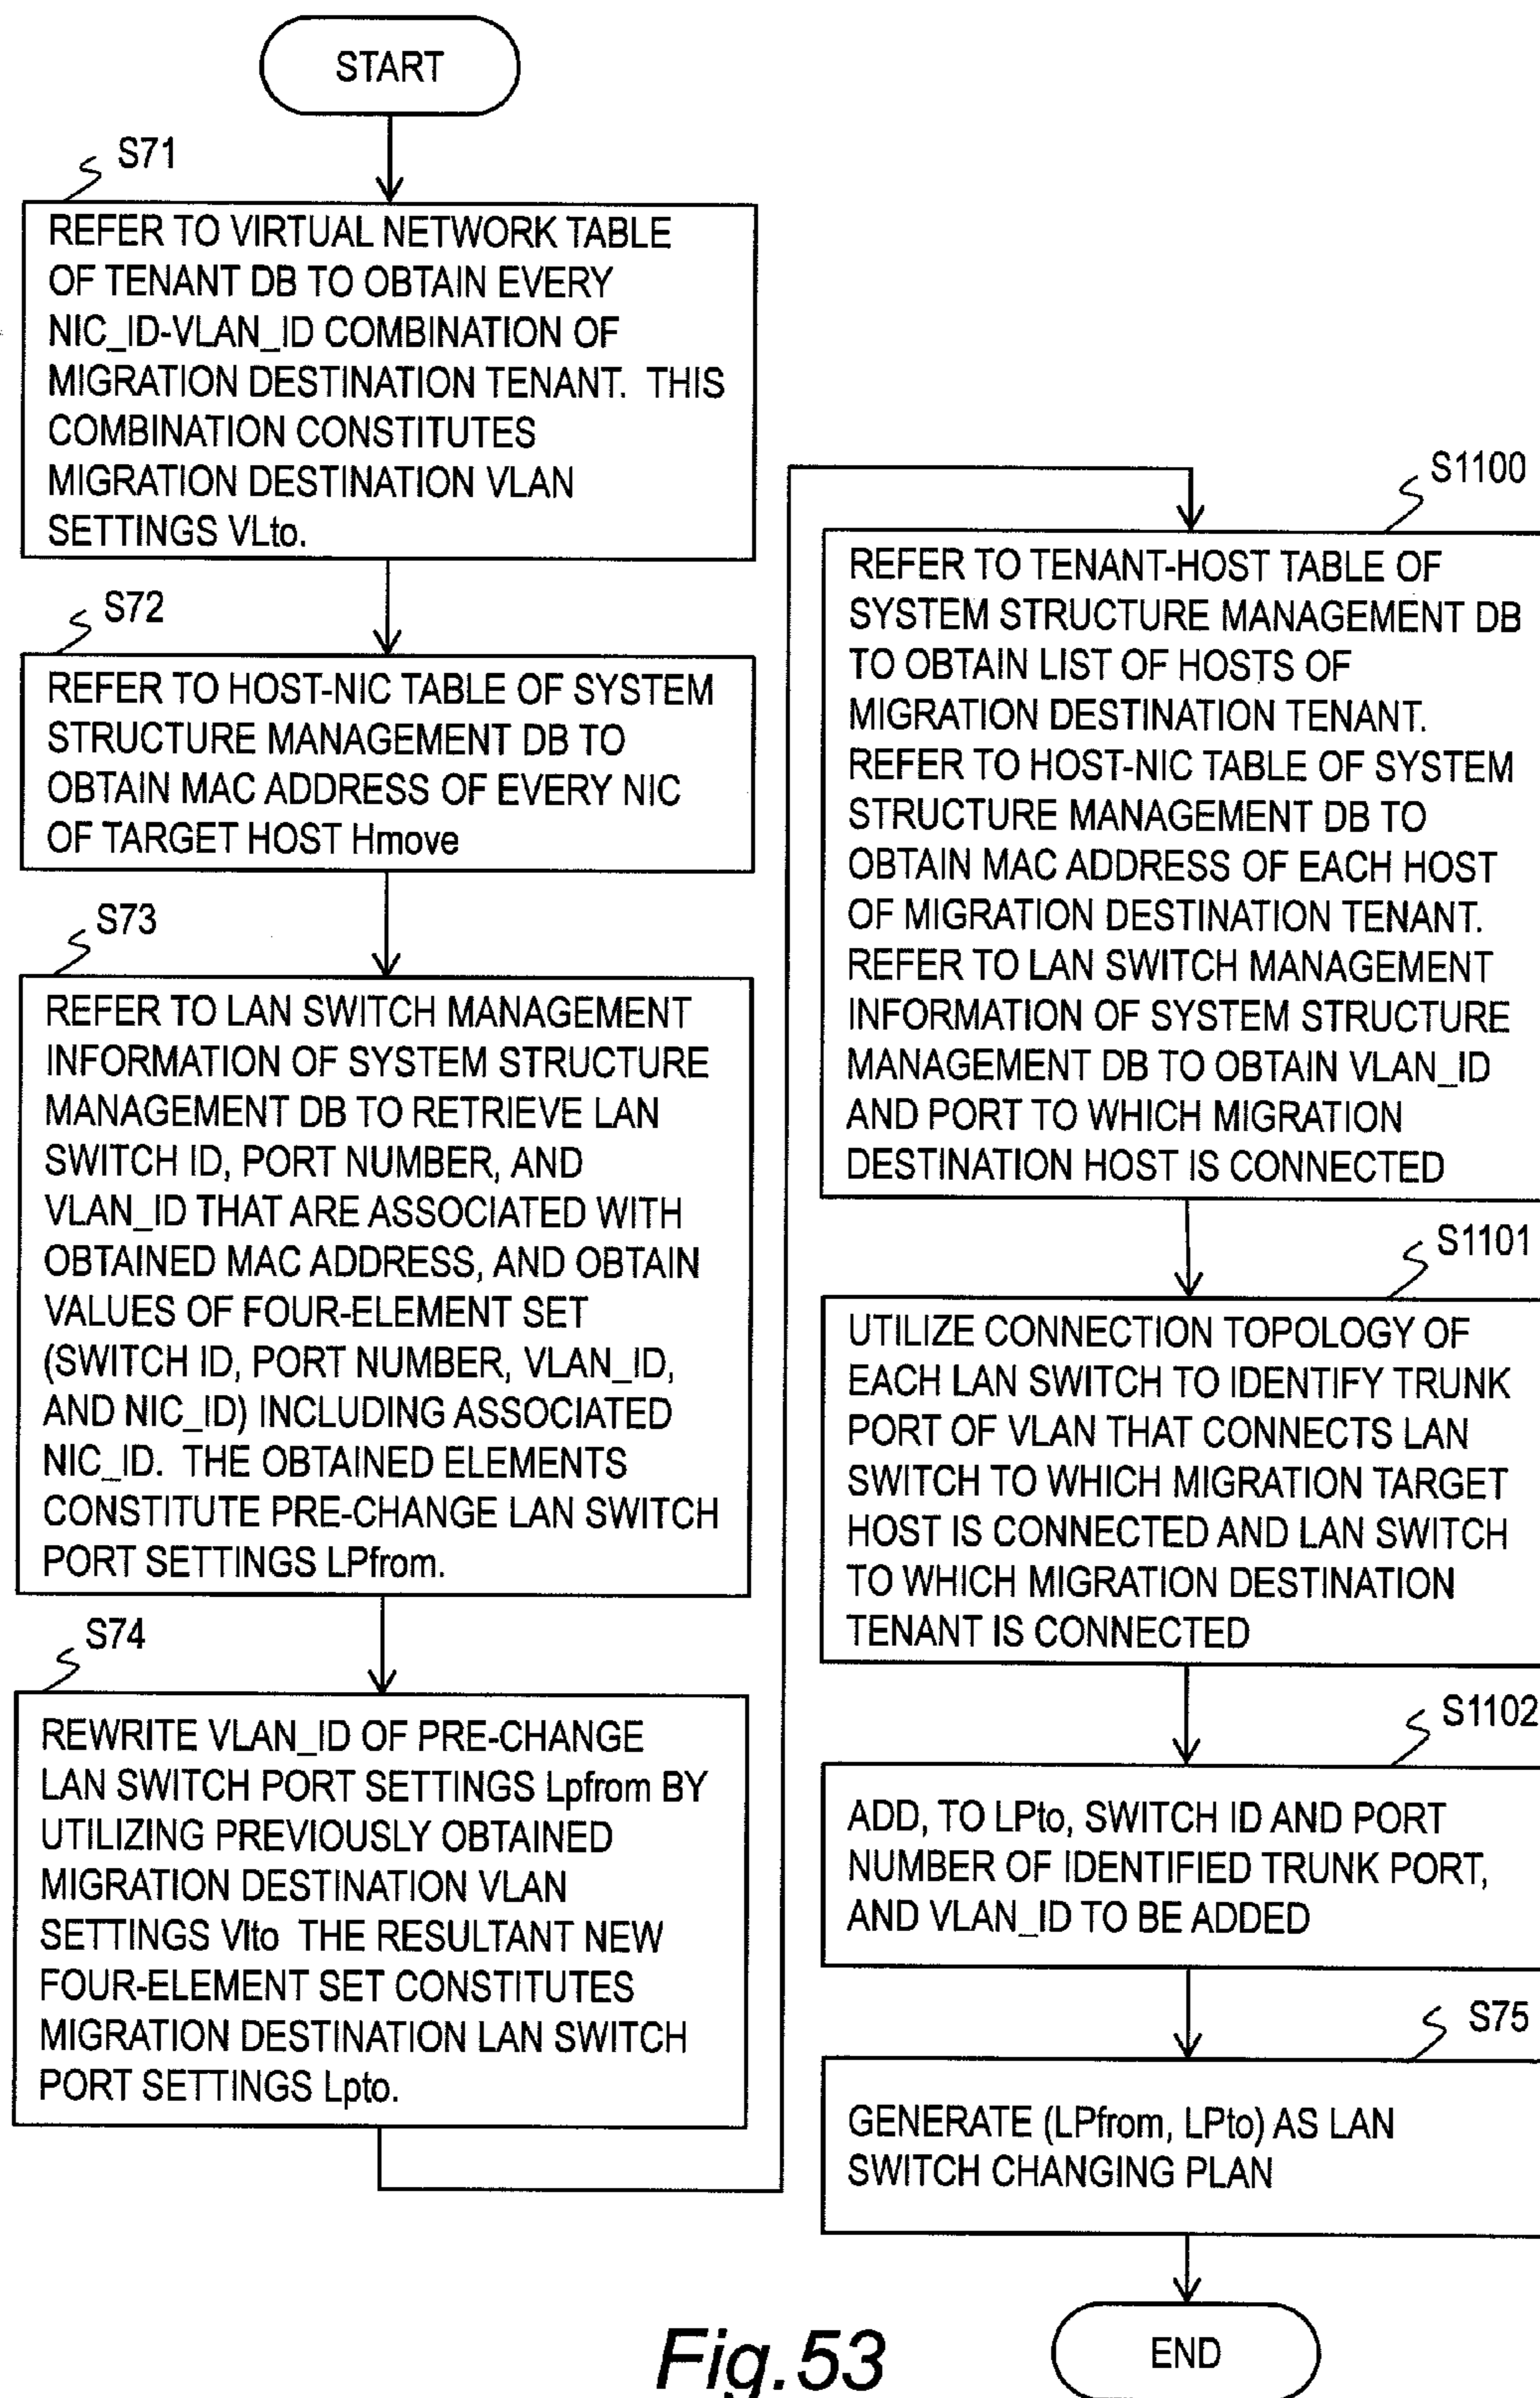 START
S71
REFER TO VIRTUAL NETWORK TABLE
OF TENANT DB TO OBTAIN EVERY
NIC_ID-VLAN_ID COMBINATION OF
MIGRATION DESTINATION TENANT. THIS
COMBINATION CONSTITUTES
MIGRATION DESTINATION VLAN
SETTINGS VLto.
S72
REFER TO HOST-NIC TABLE OF SYSTEM
STRUCTURE MANAGEMENT DB TO
OBTAIN MAC ADDRESS OF EVERY NIC
OF TARGET HOST Hmove
S73
REFER TO LAN SWITCH MANAGEMENT
INFORMATION OF SYSTEM STRUCTURE
MANAGEMENT DB TO RETRIEVE LAN
SWITCH ID, PORT NUMBER, AND
VLAN_ID THAT ARE ASSOCIATED WITH
OBTAINED MAC ADDRESS, AND OBTAIN
VALUES OF FOUR-ELEMENT SET
(SWITCH ID, PORT NUMBER, VLAN_ID,
AND NIC_ID) INCLUDING ASSOCIATED
NIC_ID. THE OBTAINED ELEMENTS
CONSTITUTE PRE-CHANGE LAN SWITCH
PORT SETTINGS LPfrom.
S74
REWRITE VLAN_ID OF PRE-CHANGE
LAN SWITCH PORT SETTINGS Lpfrom BY
UTILIZING PREVIOUSLY OBTAINED
MIGRATION DESTINATION VLAN
SETTINGS Vlto THE RESULTANT NEW
FOUR-ELEMENT SET CONSTITUTES
MIGRATION DESTINATION LAN SWITCH
PORT SETTINGS Lpto.
S1100
REFER TO TENANT-HOST TABLE OF
SYSTEM STRUCTURE MANAGEMENT DB
TO OBTAIN LIST OF HOSTS OF
MIGRATION DESTINATION TENANT.
REFER TO HOST-NIC TABLE OF SYSTEM
STRUCTURE MANAGEMENT DB TO
OBTAIN MAC ADDRESS OF EACH HOST
OF MIGRATION DESTINATION TENANT.
REFER TO LAN SWITCH MANAGEMENT
INFORMATION OF SYSTEM STRUCTURE
MANAGEMENT DB TO OBTAIN VLAN_ID
AND PORT TO WHICH MIGRATION
DESTINATION HOST IS CONNECTED
S1101
UTILIZE CONNECTION TOPOLOGY OF
EACH LAN SWITCH TO IDENTIFY TRUNK
PORT OF VLAN THAT CONNECTS LAN
SWITCH TO WHICH MIGRATION TARGET
HOST IS CONNECTED AND LAN SWITCH
TO WHICH MIGRATION DESTINATION
TENANT IS CONNECTED
S1102
ADD, TO LPto, SWITCH ID AND PORT
NUMBER OF IDENTIFIED TRUNK PORT,
AND VLAN_ID TO BE ADDED
S75
GENERATE (LPfrom, LPto) AS LAN
SWITCH CHANGING PLAN
END
Fig.53